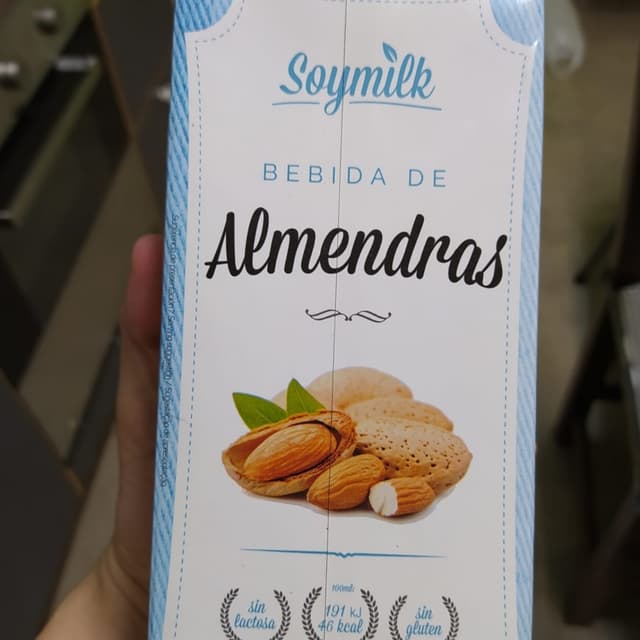 Soymilk
BEBIDA DE
Almendras
100ml:
sin
lactosa
191 kJ
46 kcal
sin
gluten